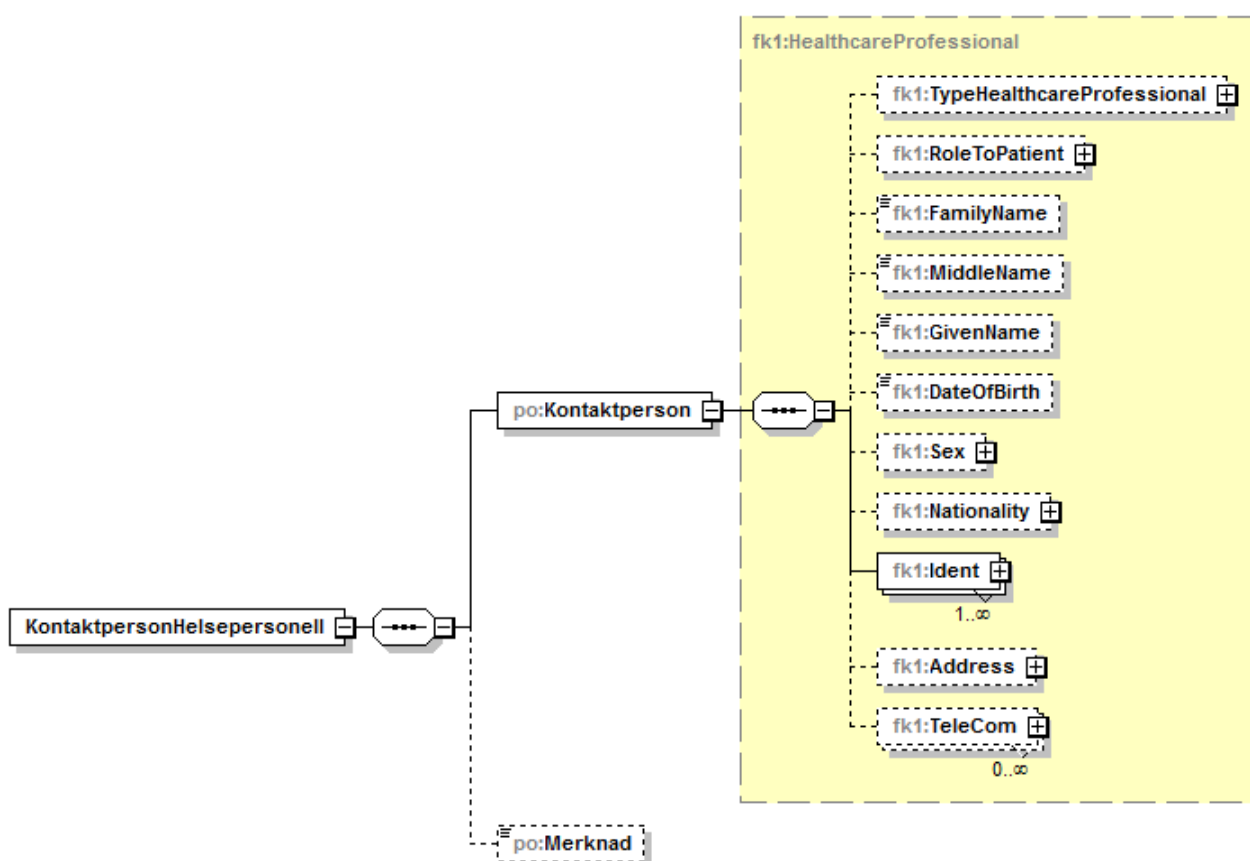 fk1:HealthcareProfessional
fk1:TypeHealthcareProfessional
fk1:RoleToPatient
fk1:FamilyName
fk1:MiddleName
fk1:GivenName
fk1:DateOfBirth
po:Kontaktperson
fk1:Sex
fk1:Nationality
fk1:Ident
1..∞
KontaktpersonHelsepersonell
fk1:Address
fk1:TeleCom
0..∞
po:Merknad